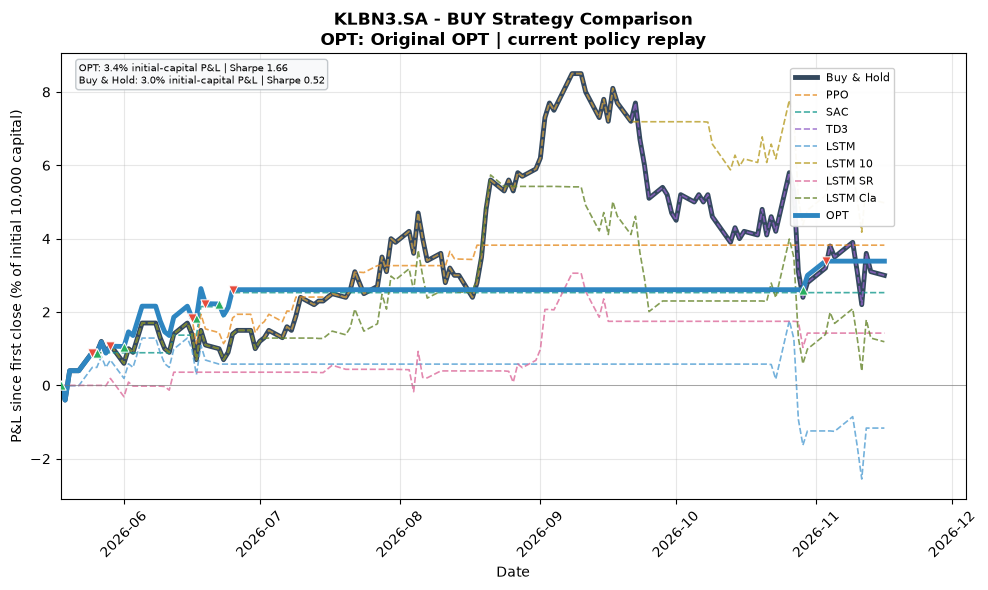 KLBN3.SA - BUY Strategy Comparison
OPT: Original OPT | current policy replay
OPT: 3.4% initial-capital P&L | Sharpe 1.66
Buy & Hold: 3.0% initial-capital P&L | Sharpe 0.52
Buy & Hold
PPO
SAC
TD3
LSTM
LSTM 10
LSTM SR
LSTM Cla
OPT
P&L since first close (% of initial 10,000 capital)
8
6
4
2
0
−2
2026-06
2026-07
2026-08
2026-09
2026-10
2026-11
2026-12
Date